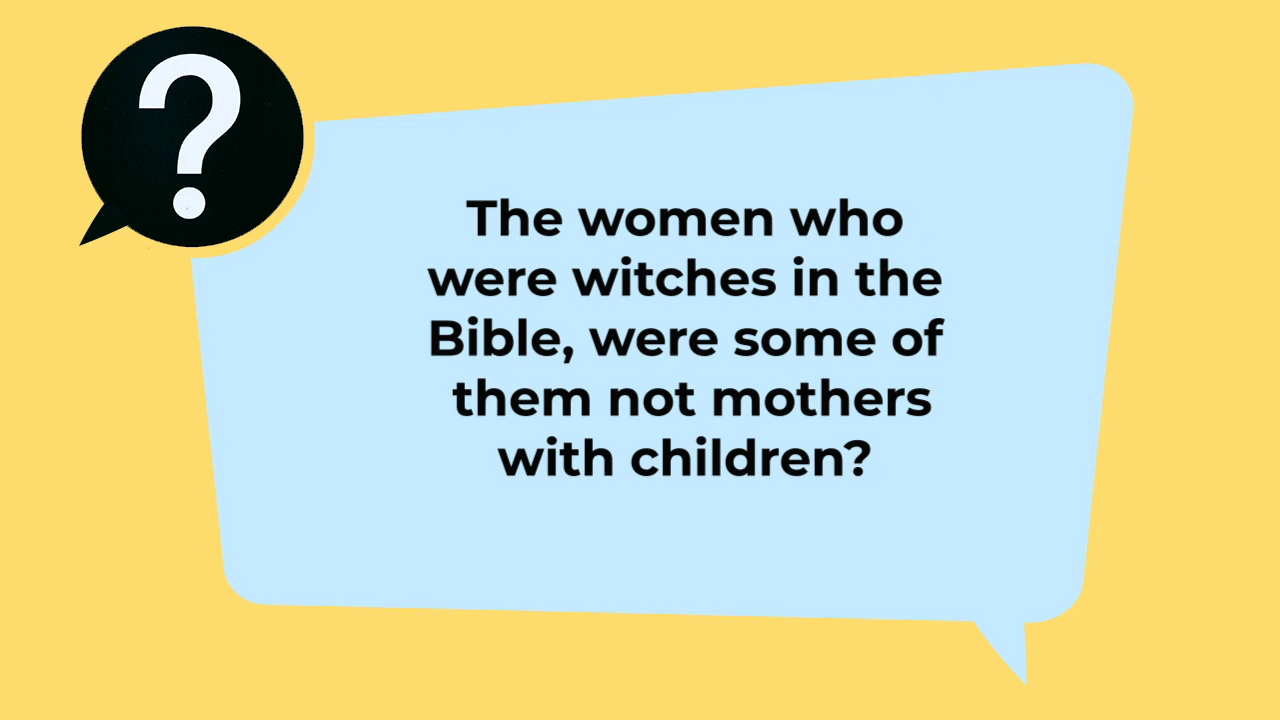 ?
The women who
were witches in the
Bible, were some of
them not mothers
with children?